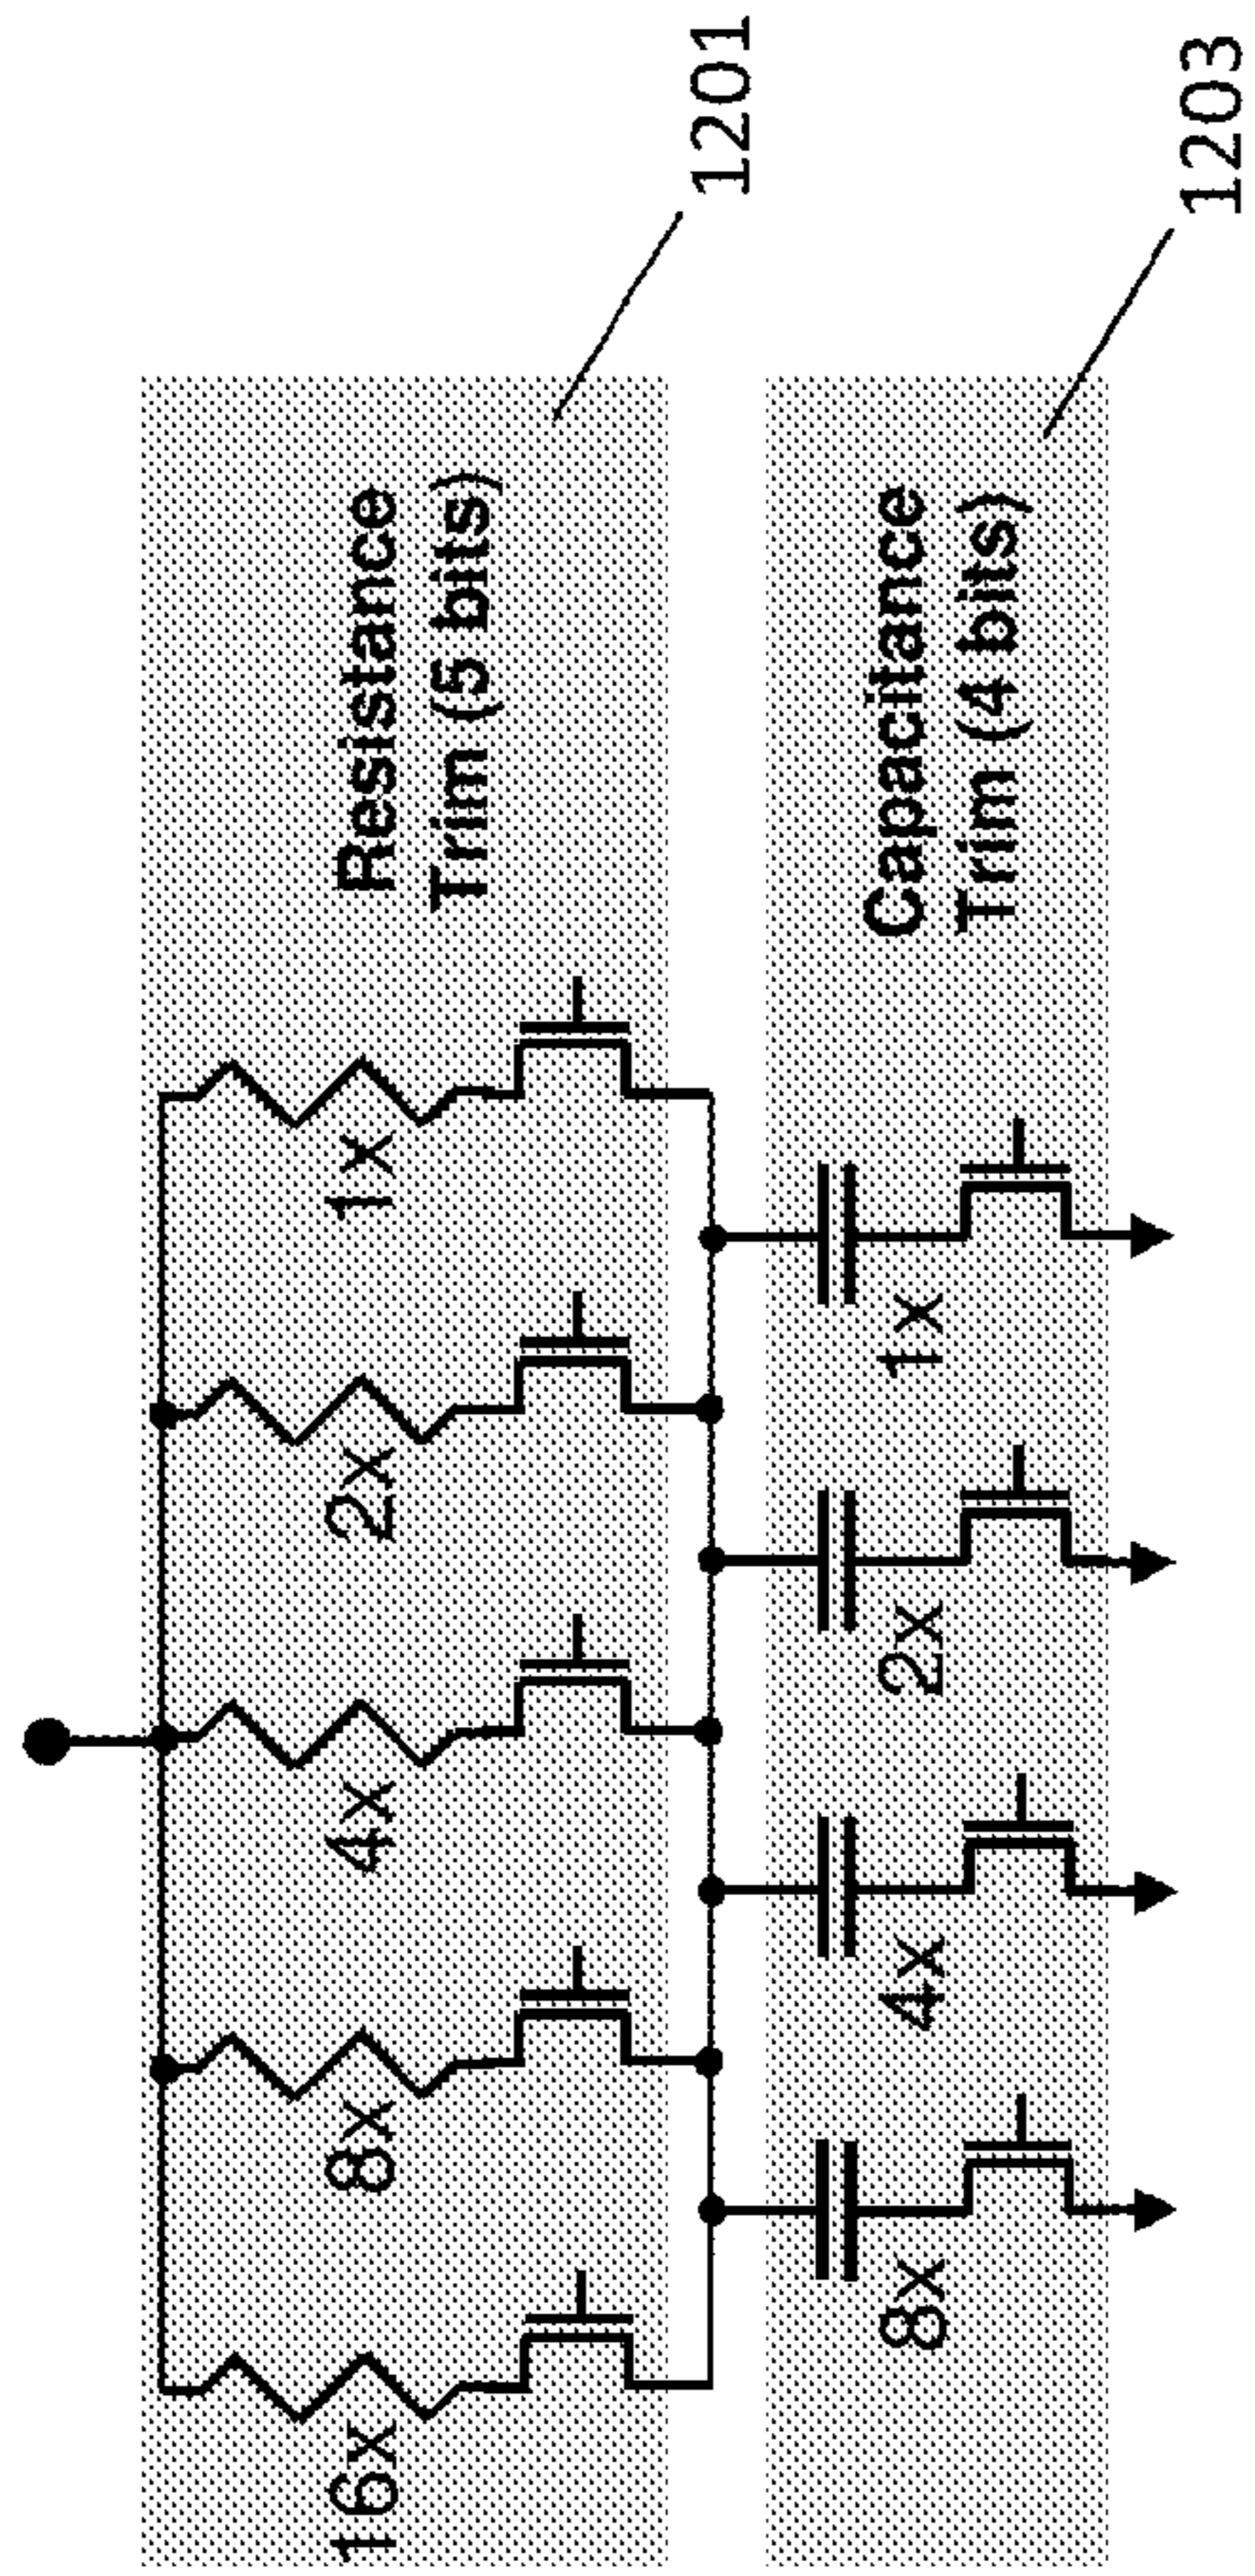 16x
8x
4x
2x
1x
Resistance
Trim (5 bits)
1201
8x
4x
2x
1x
Capacitance
Trim (4 bits)
1203